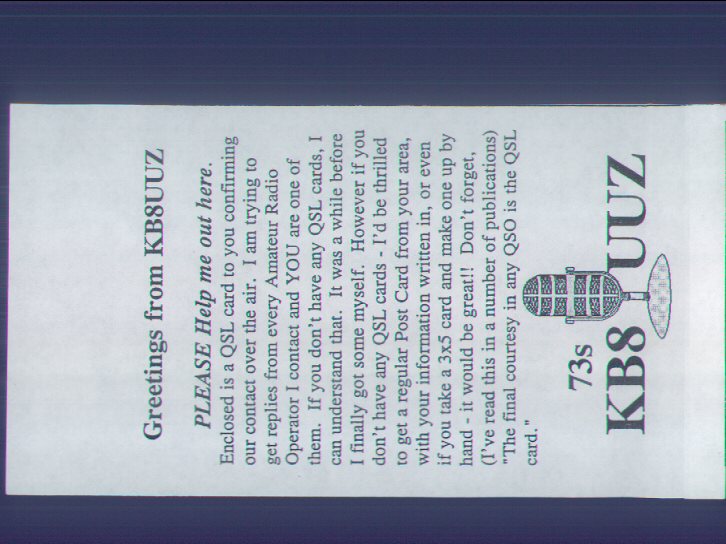 Greetings from KB8UUZ
PLEASE Help me out here.
Enclosed is a QSL card to you confirming
our contact over the air. I am trying to
get replies from every Amateur Radio
Operator I contact and YOU are one of
them. If you don't have any QSL cards, I
can understand that. It was a while before
I finally got some myself. However if you
don't have any QSL cards - I'd be thrilled
to get a regular Post Card from your area,
with your information written in, or even
if you take a 3x5 card and make one up by
hand - it would be great!! Don't forget,
(I've read this in a number of publications)
"The final courtesy in any QSO is the QSL
card."
73s
KB8UUZ